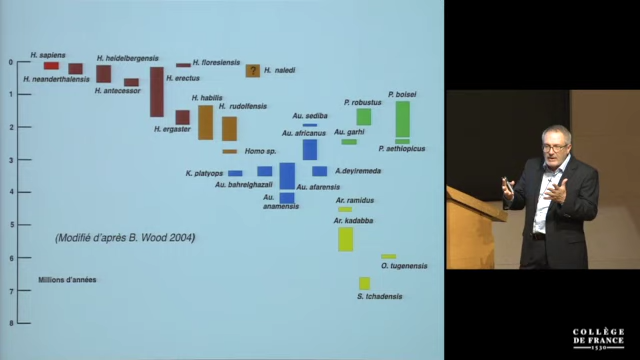 H. sapiens
H. neanderthalensis
H. heidelbergensis
H. antecessor
H. floresiensis
H. erectus
? H. naledi
H. ergaster
H. habilis
H. rudolfensis
Homo sp.
Au. sediba
Au. africanus
P. robustus
Au. garhi
P. boisei
P. aethiopicus
K. platyops
Au. bahrelghazali
A.deyiremeda
Au. afarensis
Au. anamensis
Ar. ramidus
Ar. kadabba
O. tugenensis
S. tchadensis
(Modifié d'après B. Wood 2004)
Millions d'années
0
1
2
3
4
5
6
7
8
COLLÈGE
DE FRANCE
1530